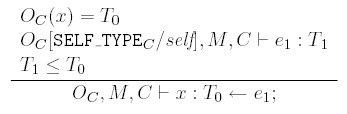 O_C(x) = T_0
O_C[SELF_TYPE_C/self], M, C ⊢ e_1 : T_1
T_1 ≤ T_0
O_C, M, C ⊢ x : T_0 ← e_1;